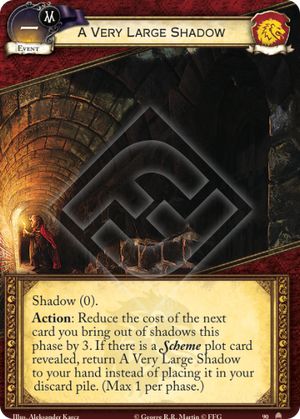 A Very Large Shadow
Event
Shadow (0).
Action: Reduce the cost of the next
card you bring out of shadows this
phase by 3. If there is a Scheme plot card
revealed, return A Very Large Shadow
to your hand instead of placing it in your
discard pile. (Max 1 per phase.)
Illus. Aleksander Karcz
© George R.R. Martin © FFG
90